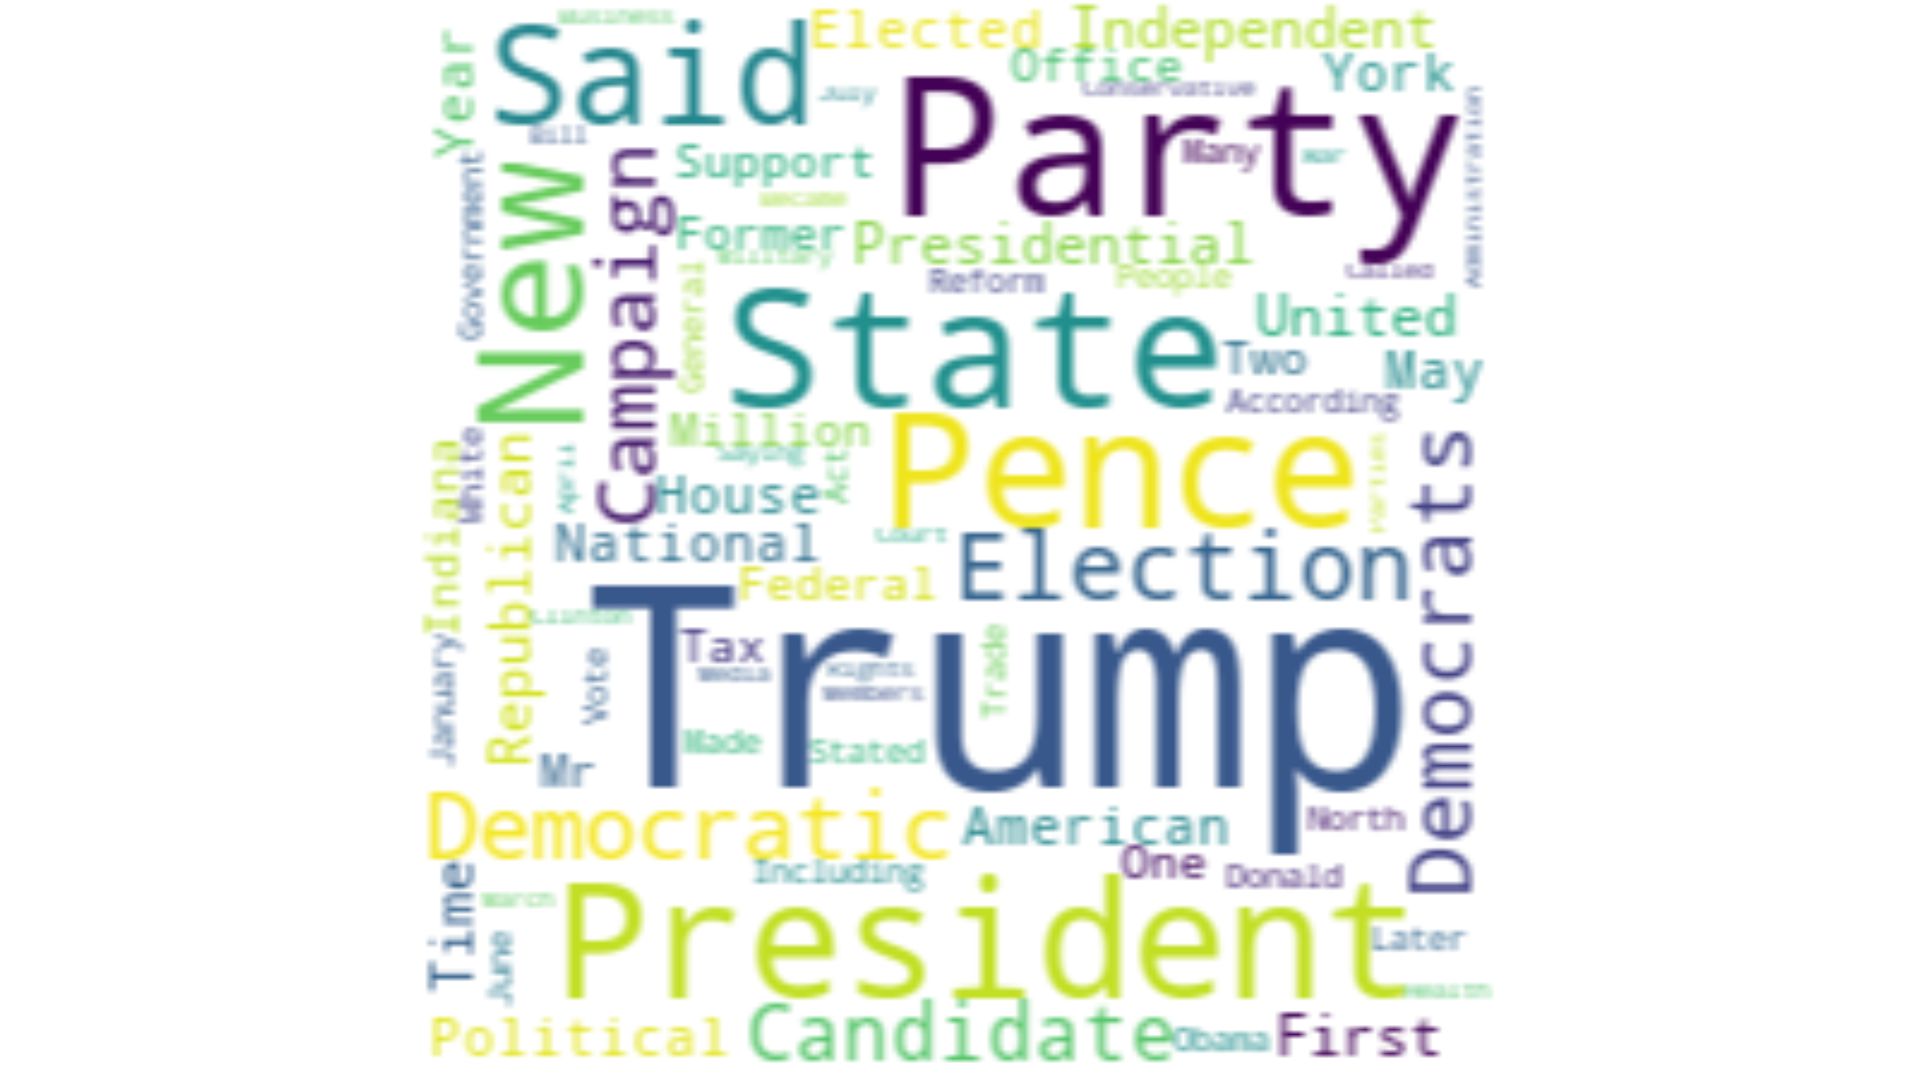 Business
Said
Elected
Independent
Office
York
Year
July
Conservative
Party
Bill
Administration
Support
Many
War
Government
New
Campaign
Became
Former
Presidential
Military
General
Reform
People
Called
State
United
Two
May
According
Million
Saying
Act
Pence
White
Indiana
Republican
April
House
Parties
Democrats
National
Court
Election
Federal
Clinton
Trump
Tax
Media
Rights
Members
Trade
January
Vote
Made
Stated
Mr
Democratic
American
North
Including
One
Donald
Time
March
June
President
Later
Health
Political
Candidate
Obama
First